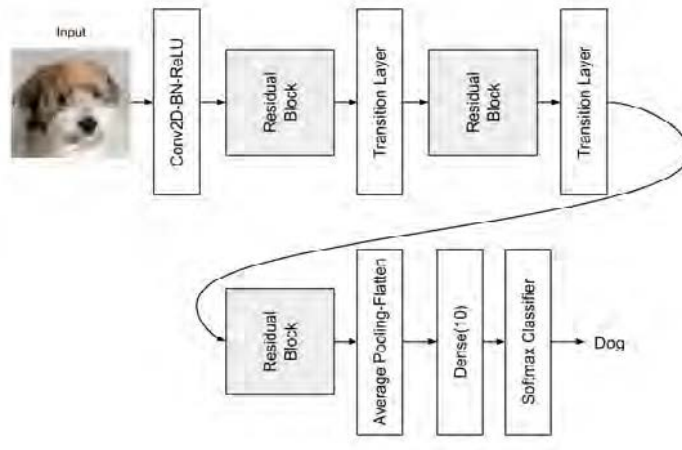 Input
Conv2D-BN-ReLU
Residual
Block
Transition Layer
Residual
Block
Transition Layer
Residual
Block
Average Pooling-Flatten
Dense(10)
Softmax Classifier
Dog